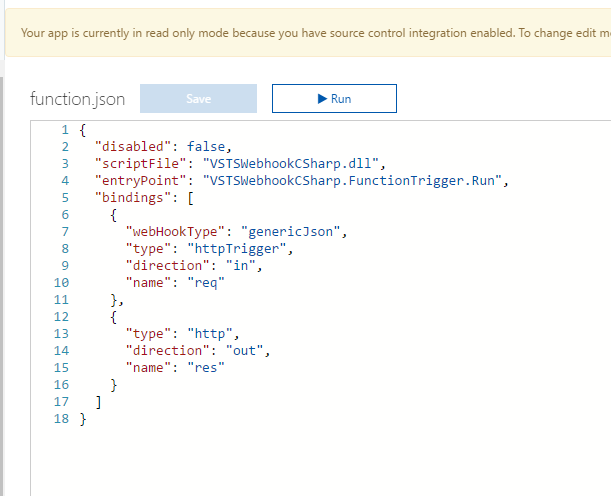 Your app is currently in read only mode because you have source control integration enabled. To change edit
function.json Save Run
1 {
2 "disabled": false,
3 "scriptFile": "VSTSWebhookCSharp.dll",
4 "entryPoint": "VSTSWebhookCSharp.FunctionTrigger.Run",
5 "bindings": [
6 {
7 "webHookType": "genericJson",
8 "type": "httpTrigger",
9 "direction": "in",
10 "name": "req"
11 },
12 {
13 "type": "http",
14 "direction": "out",
15 "name": "res"
16 }
17 ]
18 }